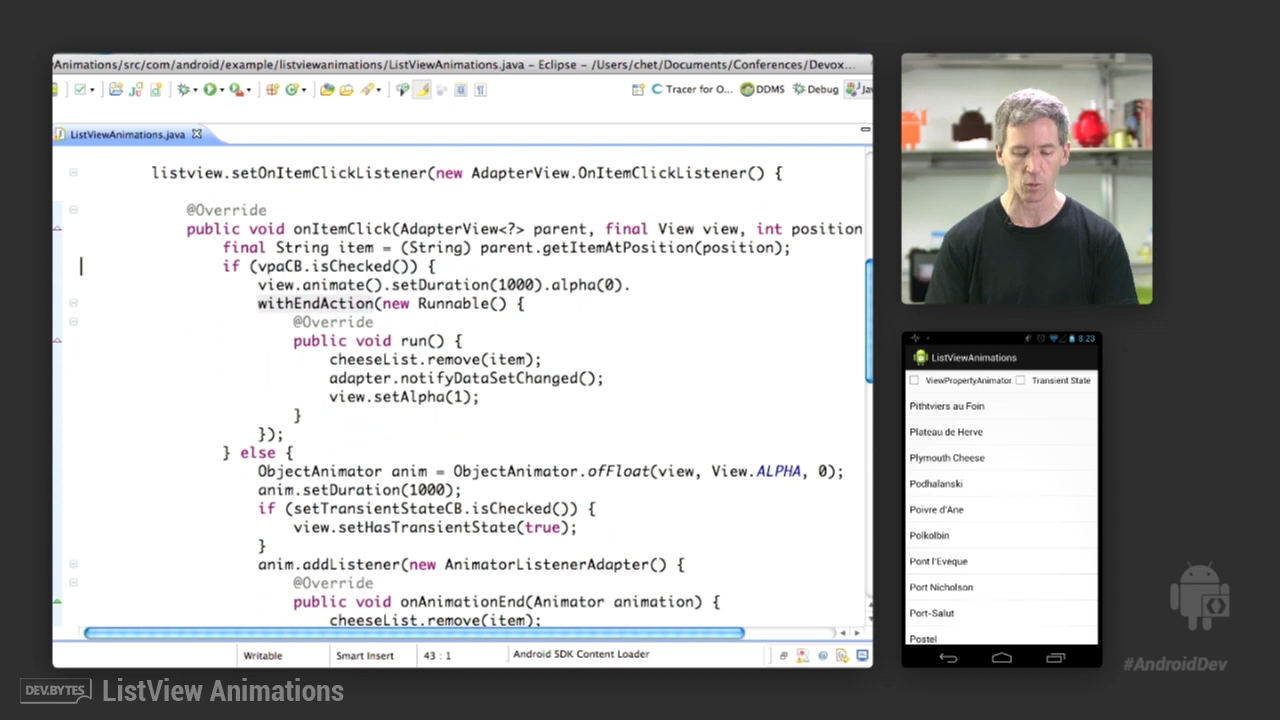 Animations/src/com/android/example/listviewanimations/ListViewAnimations.java - Eclipse - /Users/chet/Documents/Conferences/Devox...
Tracer for O... DDMS Debug
ListViewAnimations.java
listview.setOnItemClickListener(new AdapterView.OnItemClickListener() {
@Override
public void onItemClick(AdapterView<?> parent, final View view, int position
final String item = (String) parent.getItemAtPosition(position);
if (vpaCB.isChecked()) {
view.animate().setDuration(1000).alpha(0).
withEndAction(new Runnable() {
@Override
public void run() {
cheeseList.remove(item);
adapter.notifyDataSetChanged();
view.setAlpha(1);
}
});
} else {
ObjectAnimator anim = ObjectAnimator.ofFloat(view, View.ALPHA, 0);
anim.setDuration(1000);
if (setTransientStateCB.isChecked()) {
view.setHasTransientState(true);
}
anim.addListener(new AnimatorListenerAdapter() {
@Override
public void onAnimationEnd(Animator animation) {
cheeseList.remove(item);
Writable Smart Insert 43 : 1 Android SDK Content Loader
8:23
ListViewAnimations
ViewPropertyAnimator Transient State
Pithtviers au Foin
Plateau de Herve
Plymouth Cheese
Podhalanski
Poivre d'Ane
Polkolbin
Pont l'Eveque
Port Nicholson
Port-Salut
Postel
#AndroidDev
DEV.BYTES ListView Animations